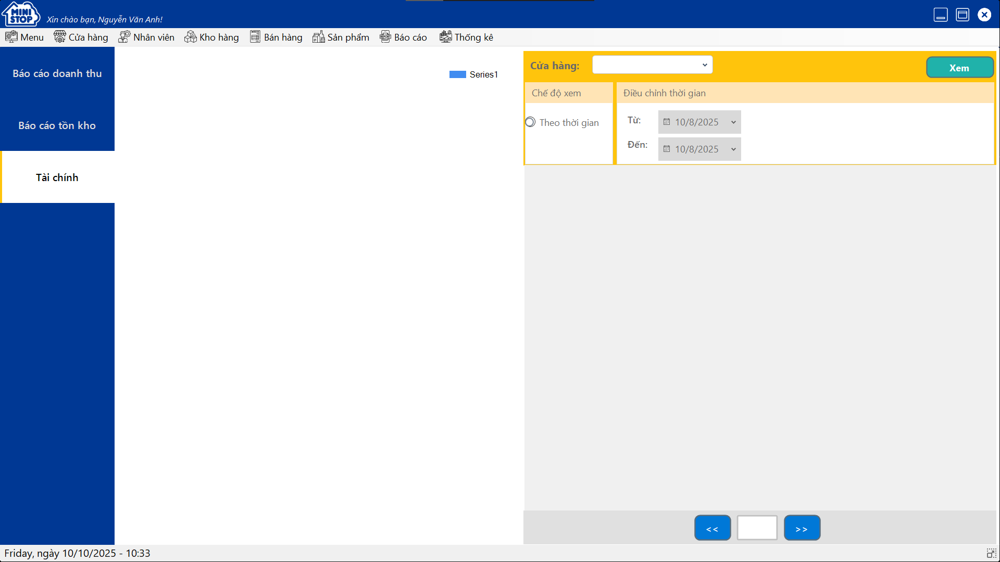 MINI
STOP
Xin chào bạn, Nguyễn Văn Anh!
Menu Cửa hàng Nhân viên Kho hàng Bán hàng Sản phẩm Báo cáo Thống kê
Báo cáo doanh thu
Báo cáo tồn kho
Tài chính
Series1
Cửa hàng:
Xem
Chế độ xem
Điều chỉnh thời gian
Theo thời gian
Từ: 10/8/2025
Đến: 10/8/2025
<< >>
Friday, ngày 10/10/2025 - 10:33